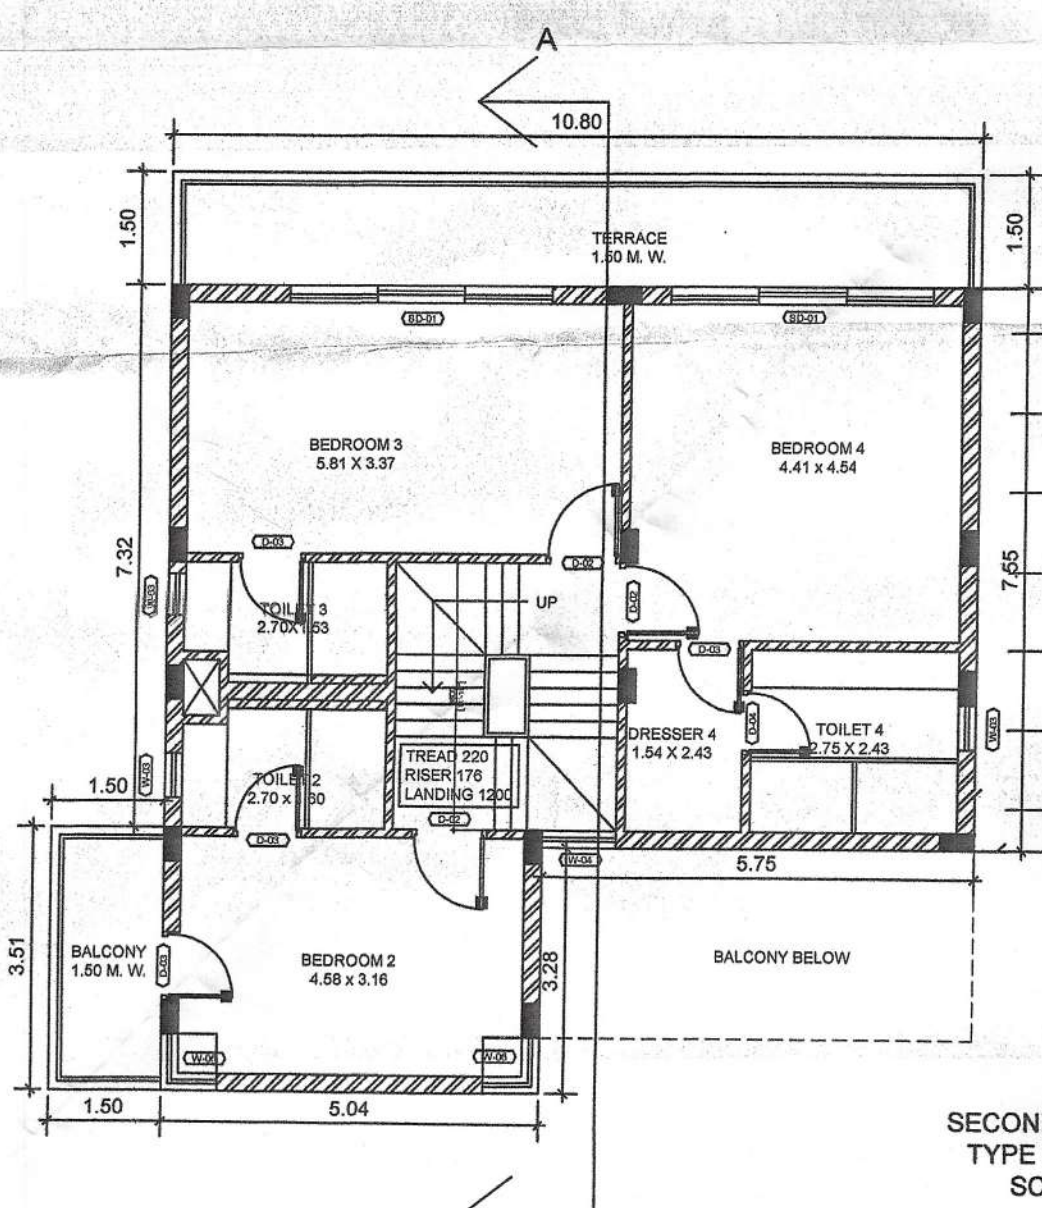 A
10.80
1.50
1.50
TERRACE
1.50 M. W.
SD-01
SD-01
BEDROOM 3
5.81 X 3.37
BEDROOM 4
4.41 x 4.54
7.32
7.55
D-03
D-02
W-03
TOILET 3
UP
D-02
D-03
D-04
W-03
DRESSER 4
1.54 X 2.43
TOILET 4
2.75 X 2.43
TREAD 220
RISER 176
LANDING 1200
W-03
1.50
TOILET 2
D-03
D-02
W-04
5.75
3.51
BALCONY
1.50 M. W.
D-03
BEDROOM 2
4.58 x 3.16
3.28
BALCONY BELOW
1.50
5.04
SECON
TYPE
SC